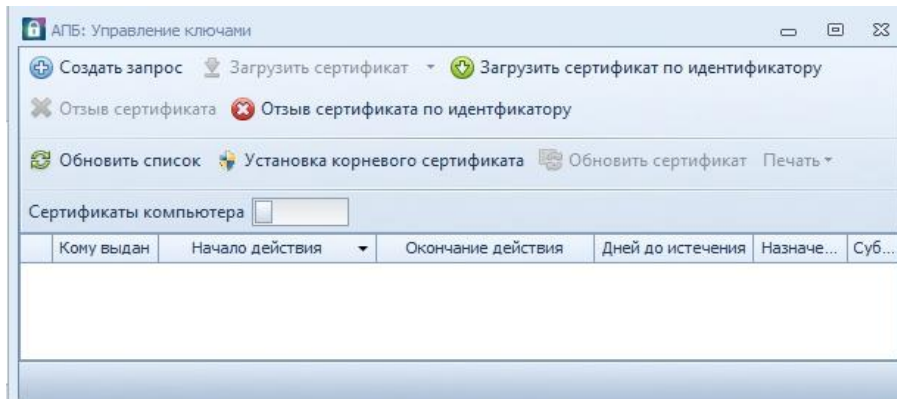 АПБ: Управление ключами
Создать запрос Загрузить сертификат Загрузить сертификат по идентификатору
Отзыв сертификата Отзыв сертификата по идентфикатору
Обновить список Установка корневого сертификата Обновить сертификат Печать
Сертификаты компьютера
Кому выдан Начало действия Окончание действия Дней до истечения Назначе... Суб...